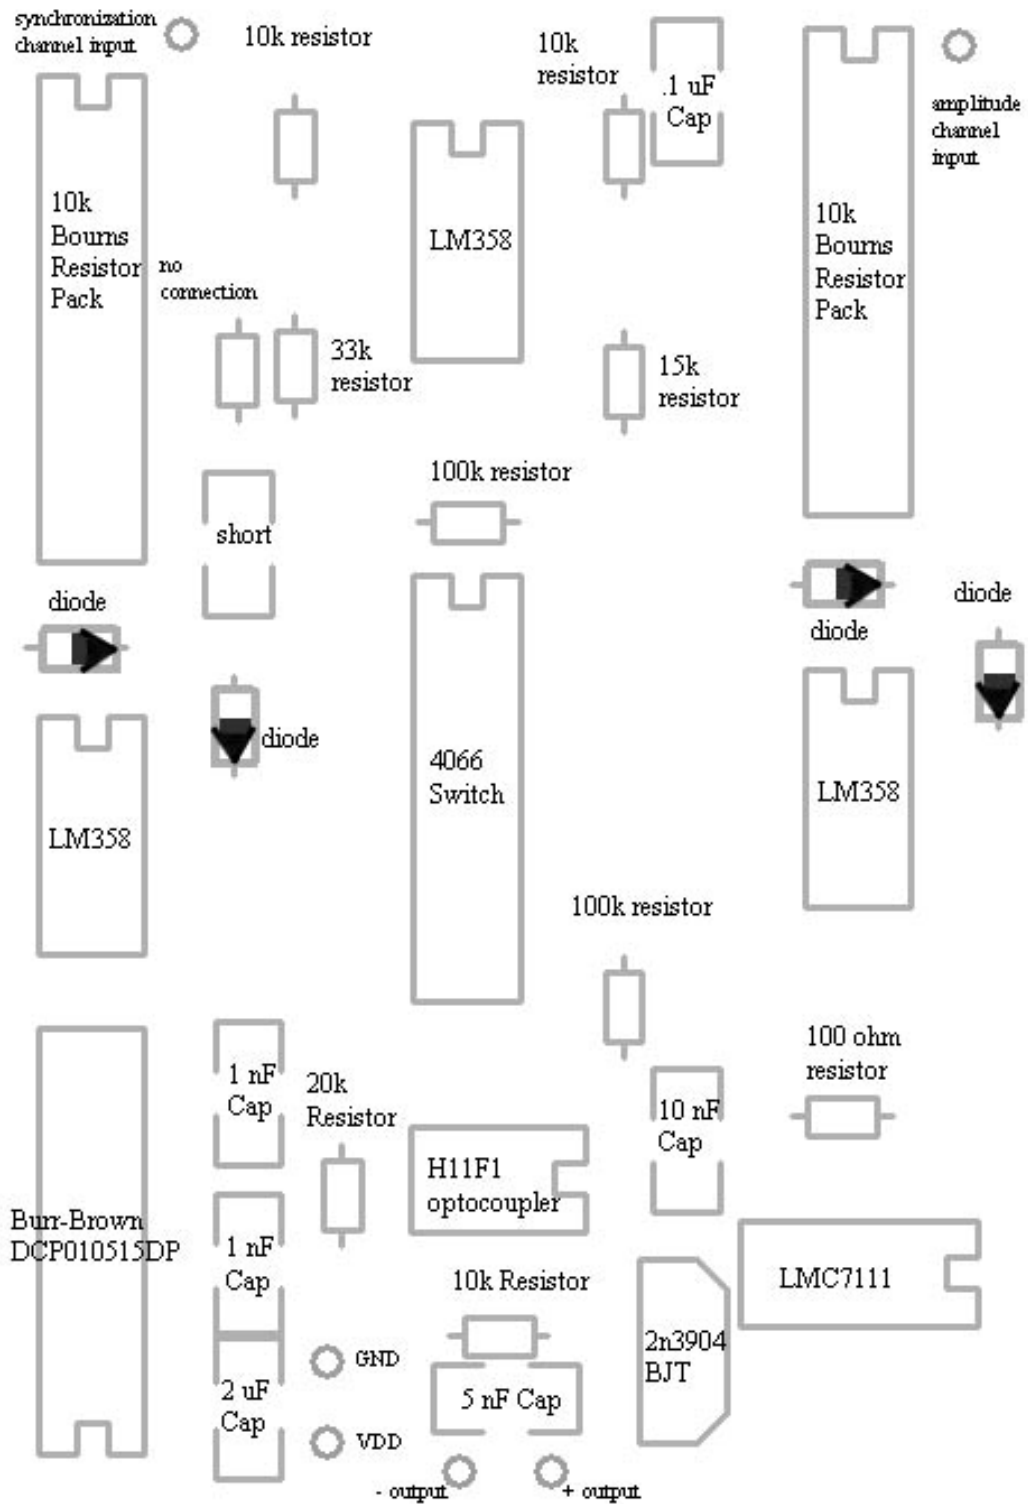 synchronization
channel input
10k resistor
10k
resistor
.1 uF
Cap
amplitude
channel
input
10k
Bourns
Resistor
Pack
no
connection
LM358
10k
Bourns
Resistor
Pack
33k
resistor
15k
resistor
100k resistor
short
diode
diode
diode
diode
LM358
4066
Switch
LM358
100k resistor
1 nF
Cap
20k
Resistor
10 nF
Cap
100 ohm
resistor
H11F1
optocoupler
Burr-Brown
DCP010515DP
1 nF
Cap
10k Resistor
LMC7111
2n3904
BJT
GND
2 uF
Cap
5 nF Cap
VDD
- output
+ output